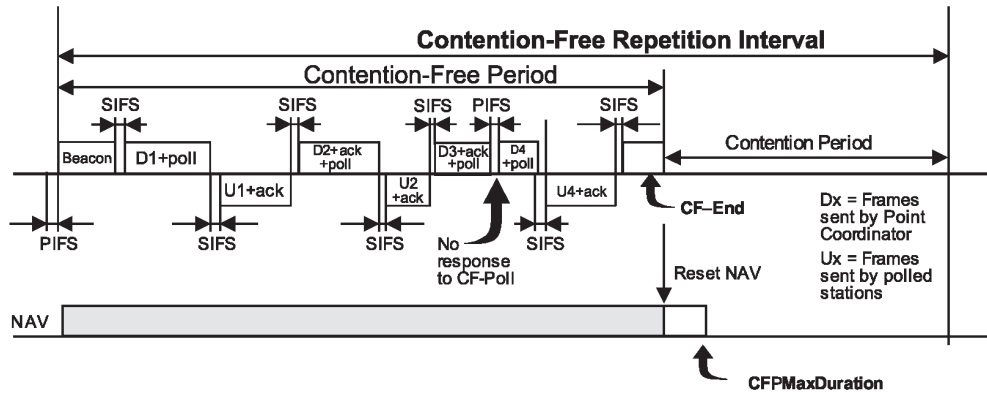 Contention-Free Repetition Interval
Contention-Free Period
SIFS
SIFS
SIFS
PIFS
SIFS
Contention Period
Beacon
D1+poll
D2+ack
+poll
D3+ack
+poll
D4
+poll
U1+ack
U2
+ack
U4+ack
PIFS
SIFS
SIFS
SIFS
No
response
to CF-Poll
CF–End
Dx = Frames
sent by Point
Coordinator
Ux = Frames
sent by polled
stations
Reset NAV
NAV
CFPMaxDuration